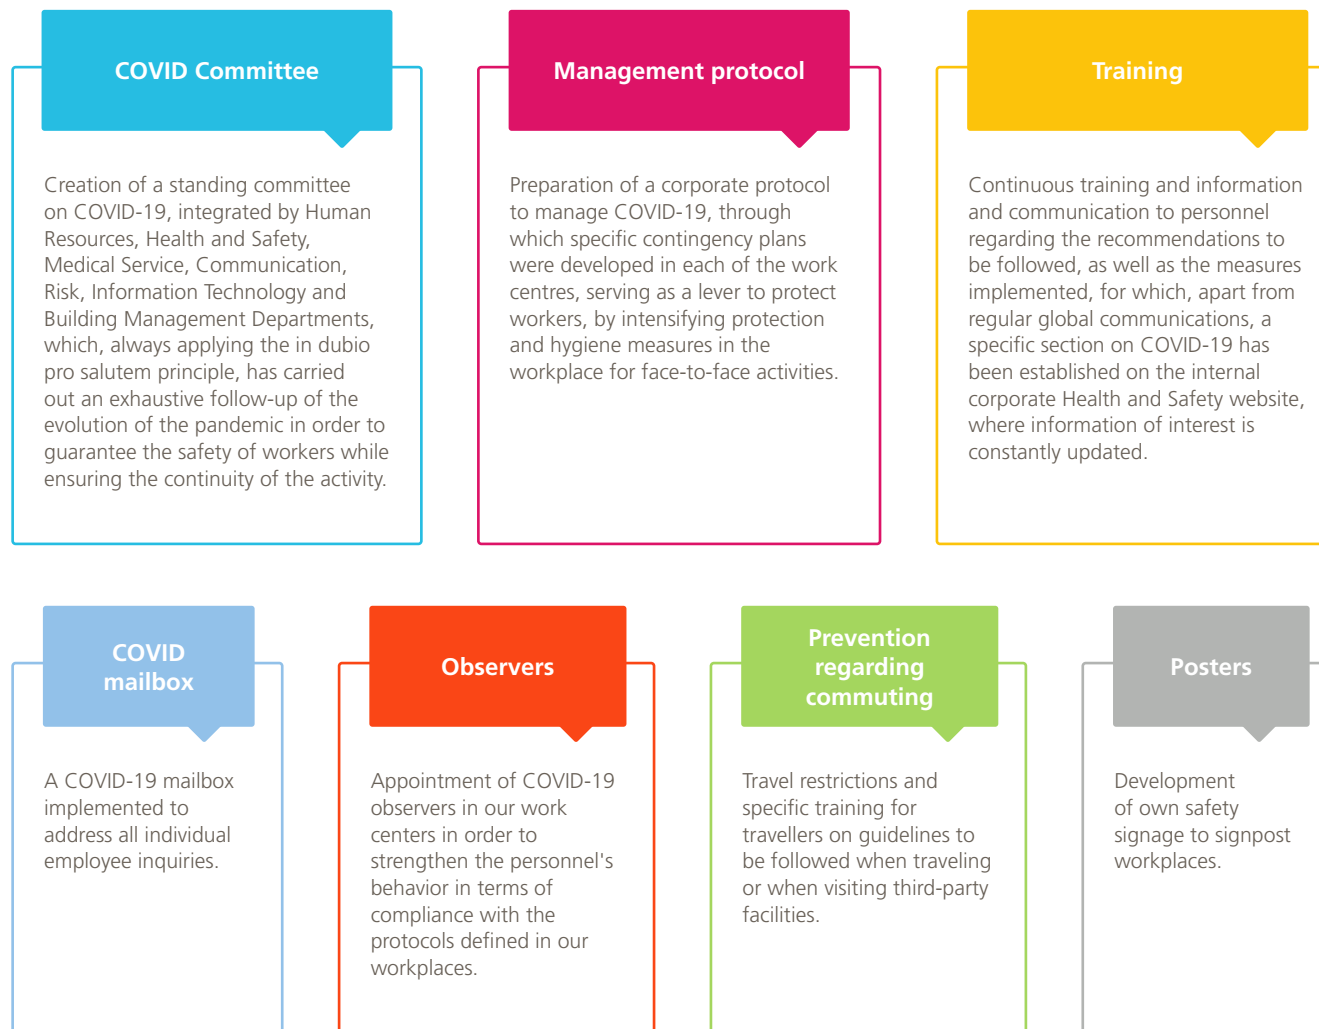 COVID Committee
Creation of a standing committee
on COVID-19, integrated by Human
Resources, Health and Safety,
Medical Service, Communication,
Risk, Information Technology and
Building Management Departments,
which, always applying the in dubio
pro salutem principle, has carried
out an exhaustive follow-up of the
evolution of the pandemic in order to
guarantee the safety of workers while
ensuring the continuity of the activity.
Management protocol
Preparation of a corporate protocol
to manage COVID-19, through
which specific contingency plans
were developed in each of the work
centres, serving as a lever to protect
workers, by intensifying protection
and hygiene measures in the
workplace for face-to-face activities.
Training
Continuous training and information
and communication to personnel
regarding the recommendations to
be followed, as well as the measures
implemented, for which, apart from
regular global communications, a
specific section on COVID-19 has
been established on the internal
corporate Health and Safety website,
where information of interest is
constantly updated.
COVID
mailbox
A COVID-19 mailbox
implemented to
address all individual
employee inquiries.
Observers
Appointment of COVID-19
observers in our work
centers in order to
strengthen the personnel's
behavior in terms of
compliance with the
protocols defined in our
workplaces.
Prevention
regarding
commuting
Travel restrictions and
specific training for
travellers on guidelines to
be followed when traveling
or when visiting third-party
facilities.
Posters
Development
of own safety
signage to signpost
workplaces.